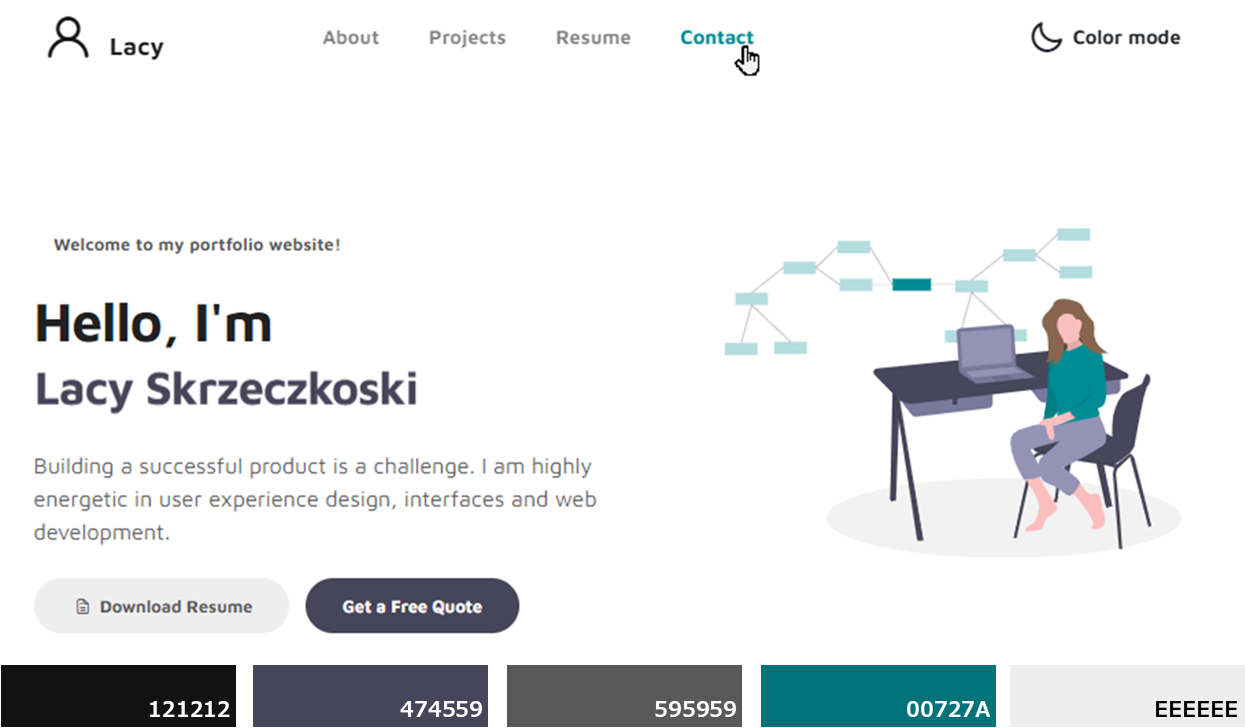 Lacy
About
Projects
Resume
Contact
Color mode
Welcome to my portfolio website!
Hello, I'm
Lacy Skrzeczkoski
Building a successful product is a challenge. I am highly
energetic in user experience design, interfaces and web
development.
Download Resume
Get a Free Quote
121212
474559
595959
00727A
EEEEEE